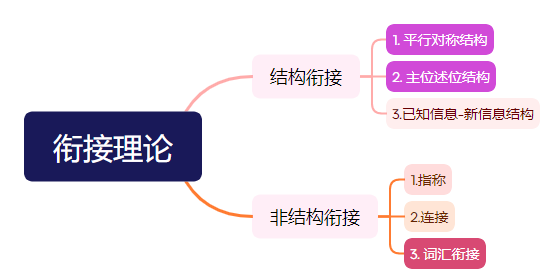 衔接理论
结构衔接
1. 平行对称结构
2. 主位述位结构
3.已知信息-新信息结构
非结构衔接
1.指称
2.连接
3. 词汇衔接